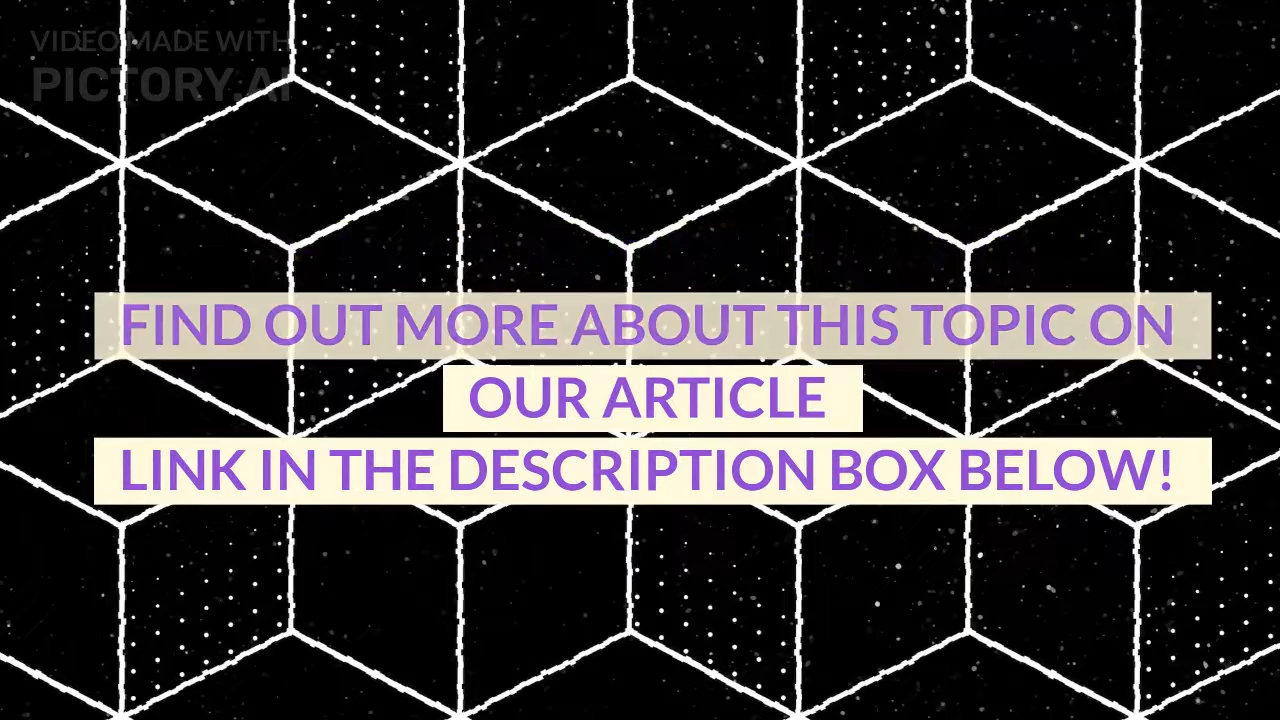 VIDEO MADE WITH
PICTORY.AI
FIND OUT MORE ABOUT THIS TOPIC ON
OUR ARTICLE
LINK IN THE DESCRIPTION BOX BELOW!